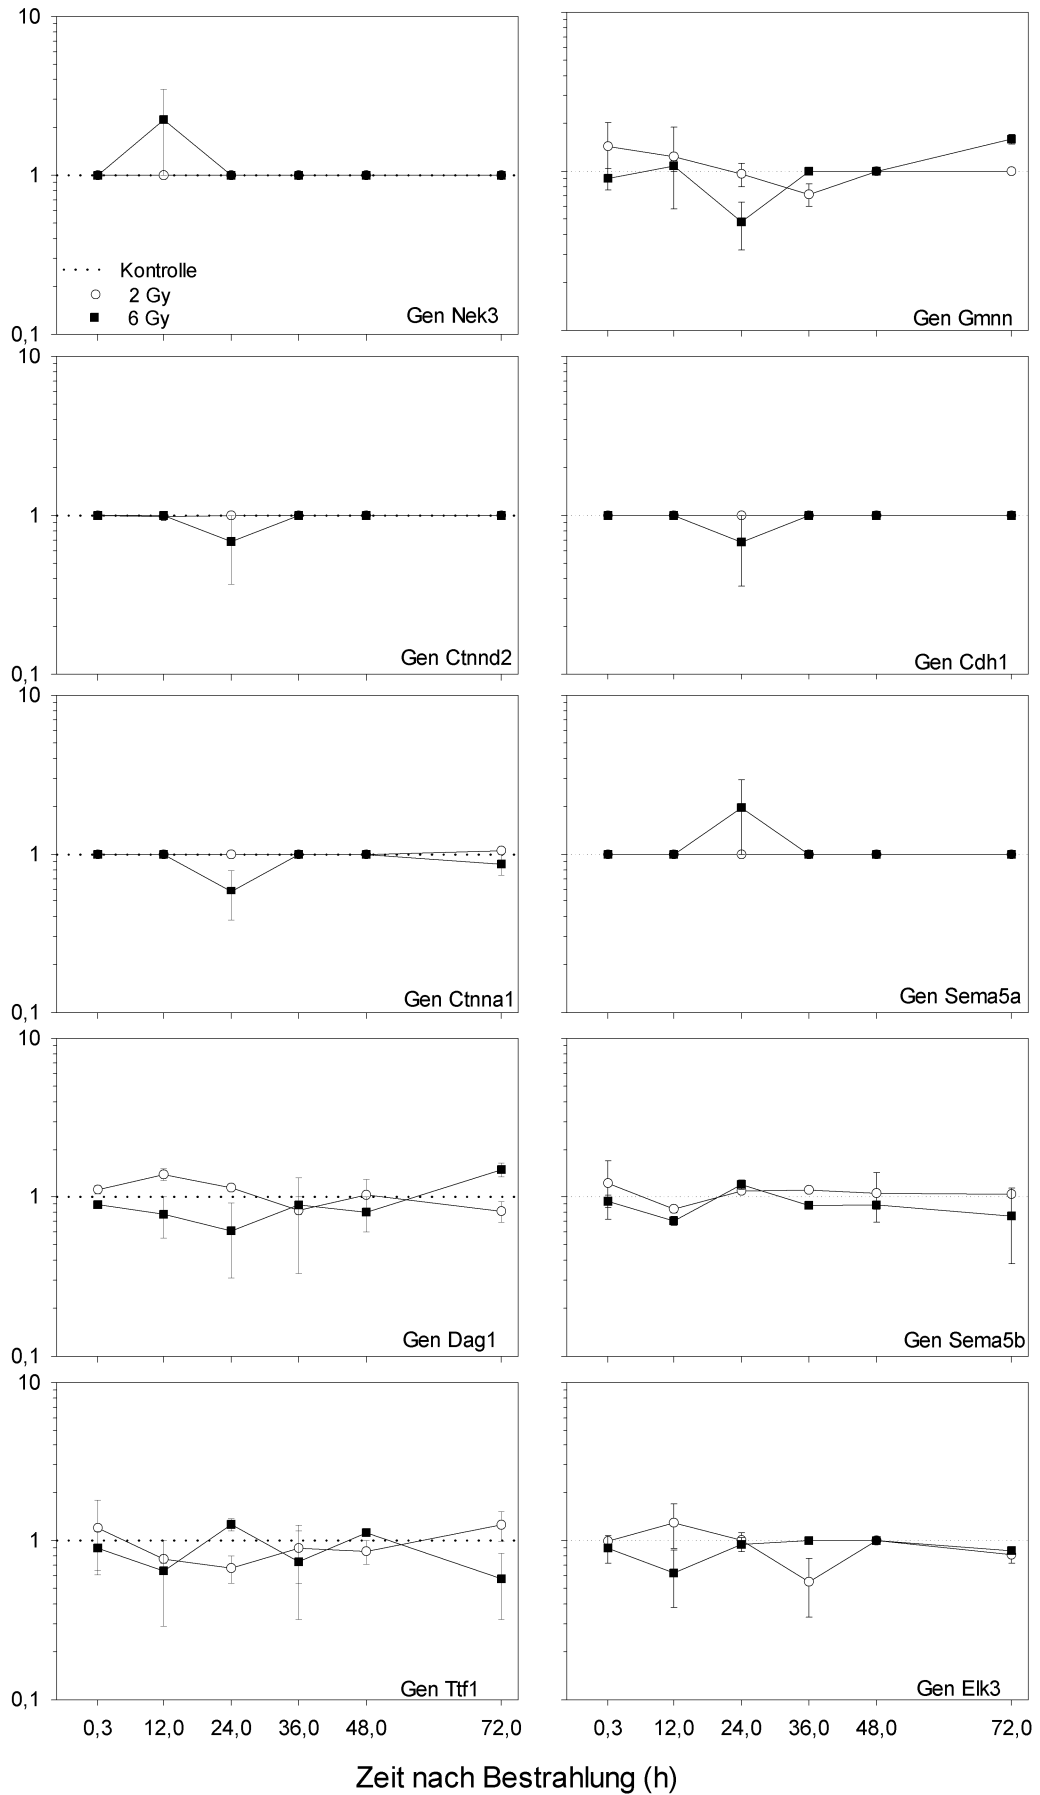 10
1
0,1
Kontrolle
2 Gy
6 Gy
Gen Nek3
Gen Gmnn
10
1
0,1
Gen Ctnnd2
Gen Cdh1
10
1
0,1
Gen Ctnna1
Gen Sema5a
10
1
0,1
Gen Dag1
Gen Sema5b
10
1
0,1
Gen Ttf1
Gen Elk3
0,3 12,0 24,0 36,0 48,0 72,0
0,3 12,0 24,0 36,0 48,0 72,0
Zeit nach Bestrahlung (h)